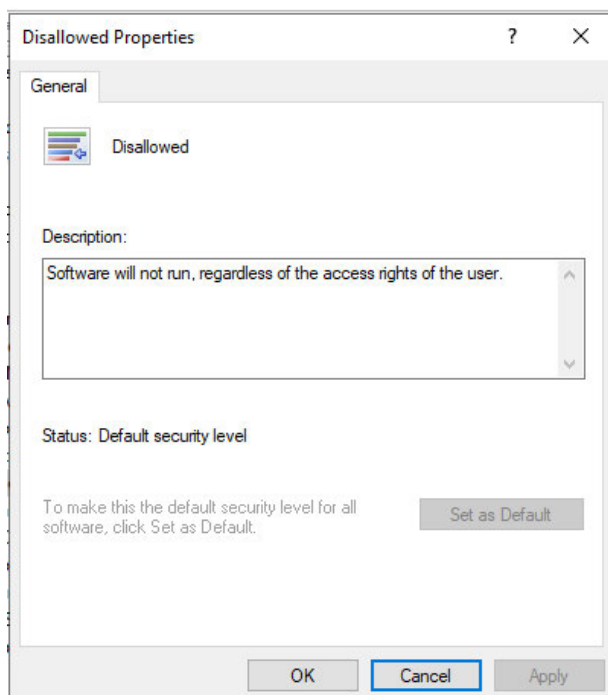 Disallowed Properties ?
General
Disallowed
Description:
Software will not run, regardless of the access rights of the user.
Status: Default security level
To make this the default security level for all
software, click Set as Default.
Set as Default
OK Cancel Apply